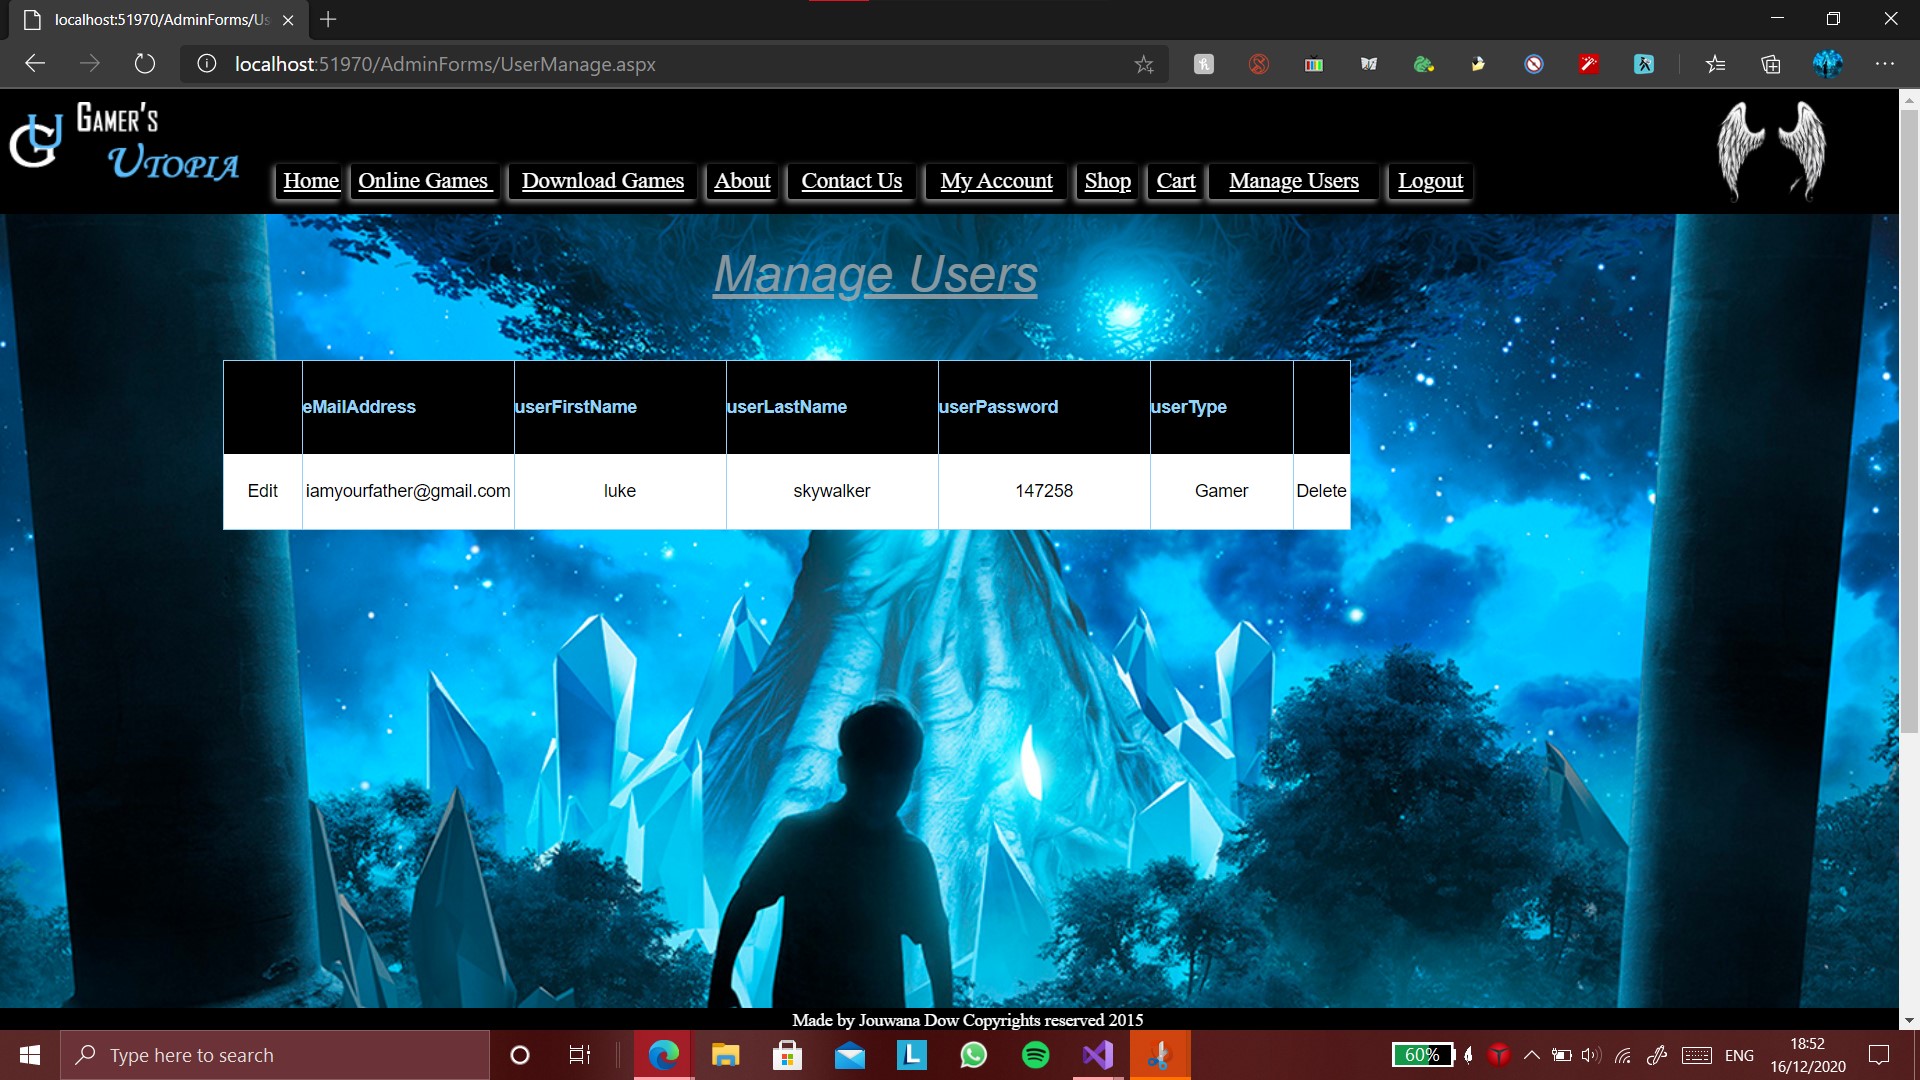 localhost:51970/AdminForms/Us
localhost:51970/AdminForms/UserManage.aspx
GU GAMER'S
UTOPIA
Home Online Games Download Games About Contact Us My Account Shop Cart Manage Users Logout
Manage Users
eMailAddress userFirstName userLastName userPassword userType
Edit iamyourfather@gmail.com luke skywalker 147258 Gamer Delete
Made by Jouwana Dow Copyrights reserved 2015
Type here to search
L
60%
ENG
18:52
16/12/2020